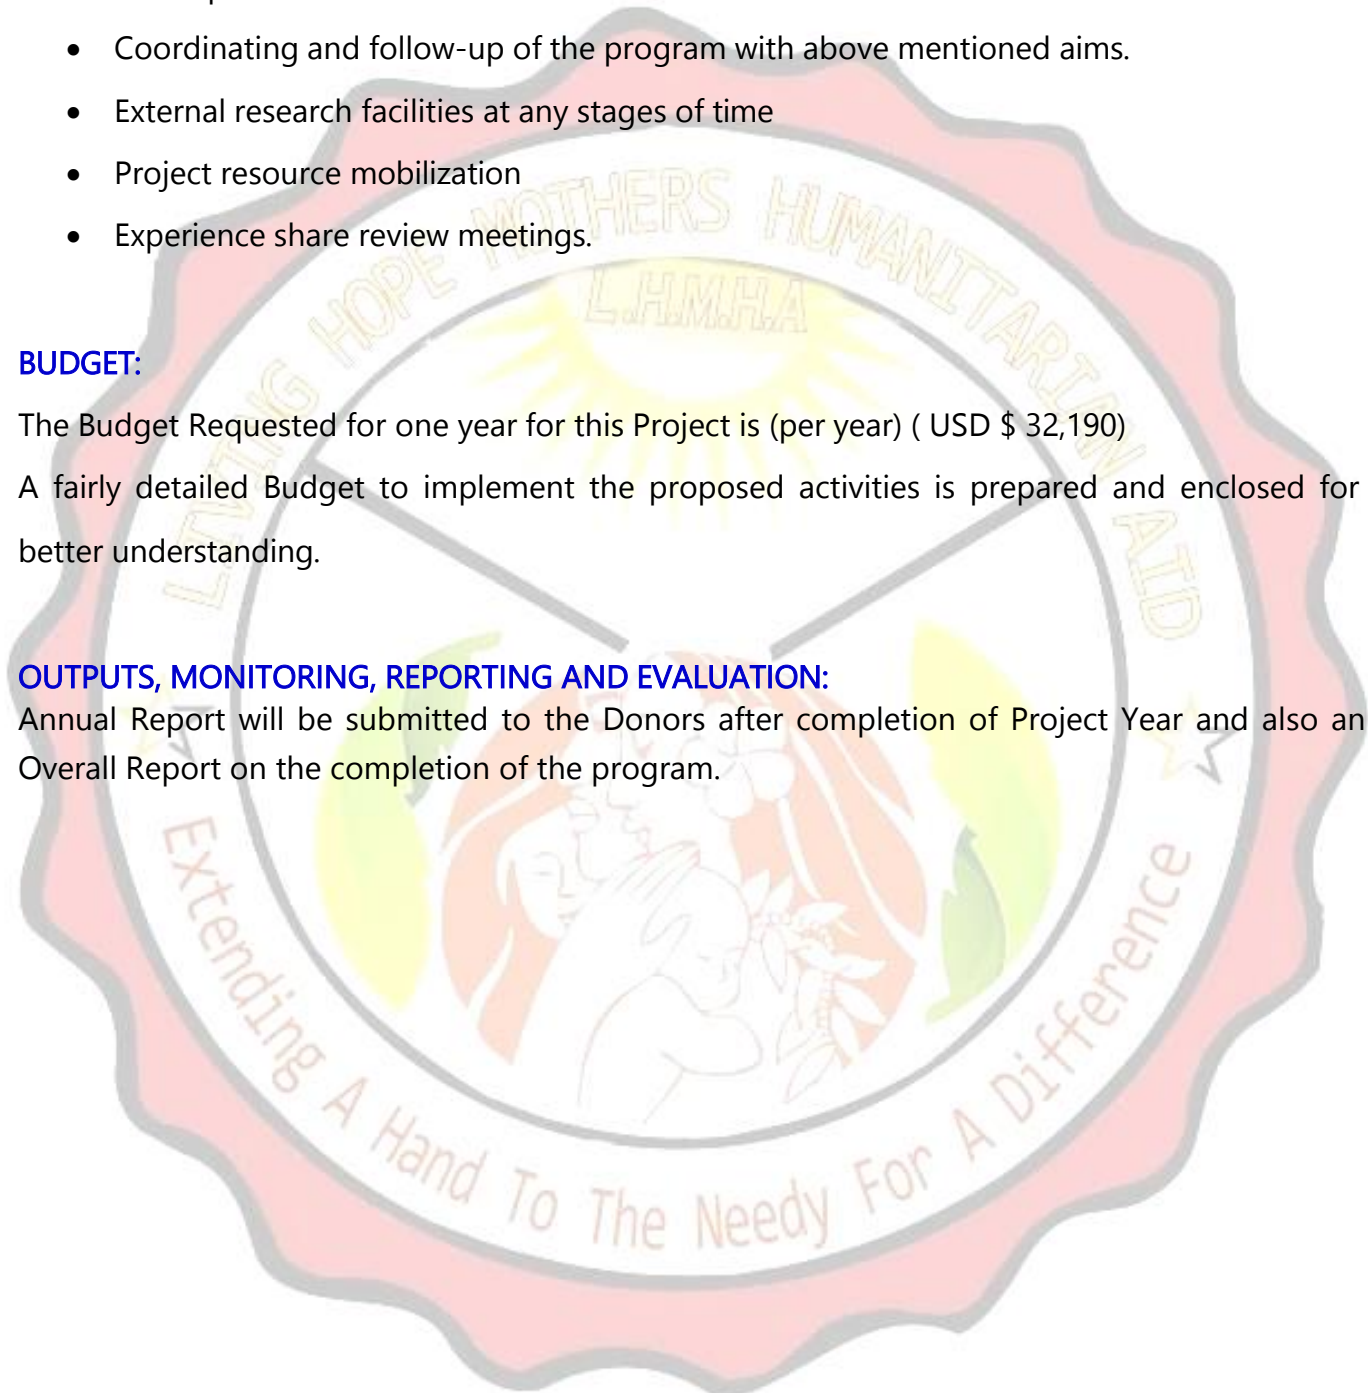 • Coordinating and follow-up of the program with above mentioned aims.
• External research facilities at any stages of time
• Project resource mobilization
• Experience share review meetings.
LIVING HOPE MOTHERS HUMANITARIAN AID
L.H.M.H.A
BUDGET:
The Budget Requested for one year for this Project is (per year) ( USD $ 32,190)
A fairly detailed Budget to implement the proposed activities is prepared and enclosed for
better understanding.
OUTPUTS, MONITORING, REPORTING AND EVALUATION:
Annual Report will be submitted to the Donors after completion of Project Year and also an
Overall Report on the completion of the program.
Extending A Hand To The Needy For A Difference